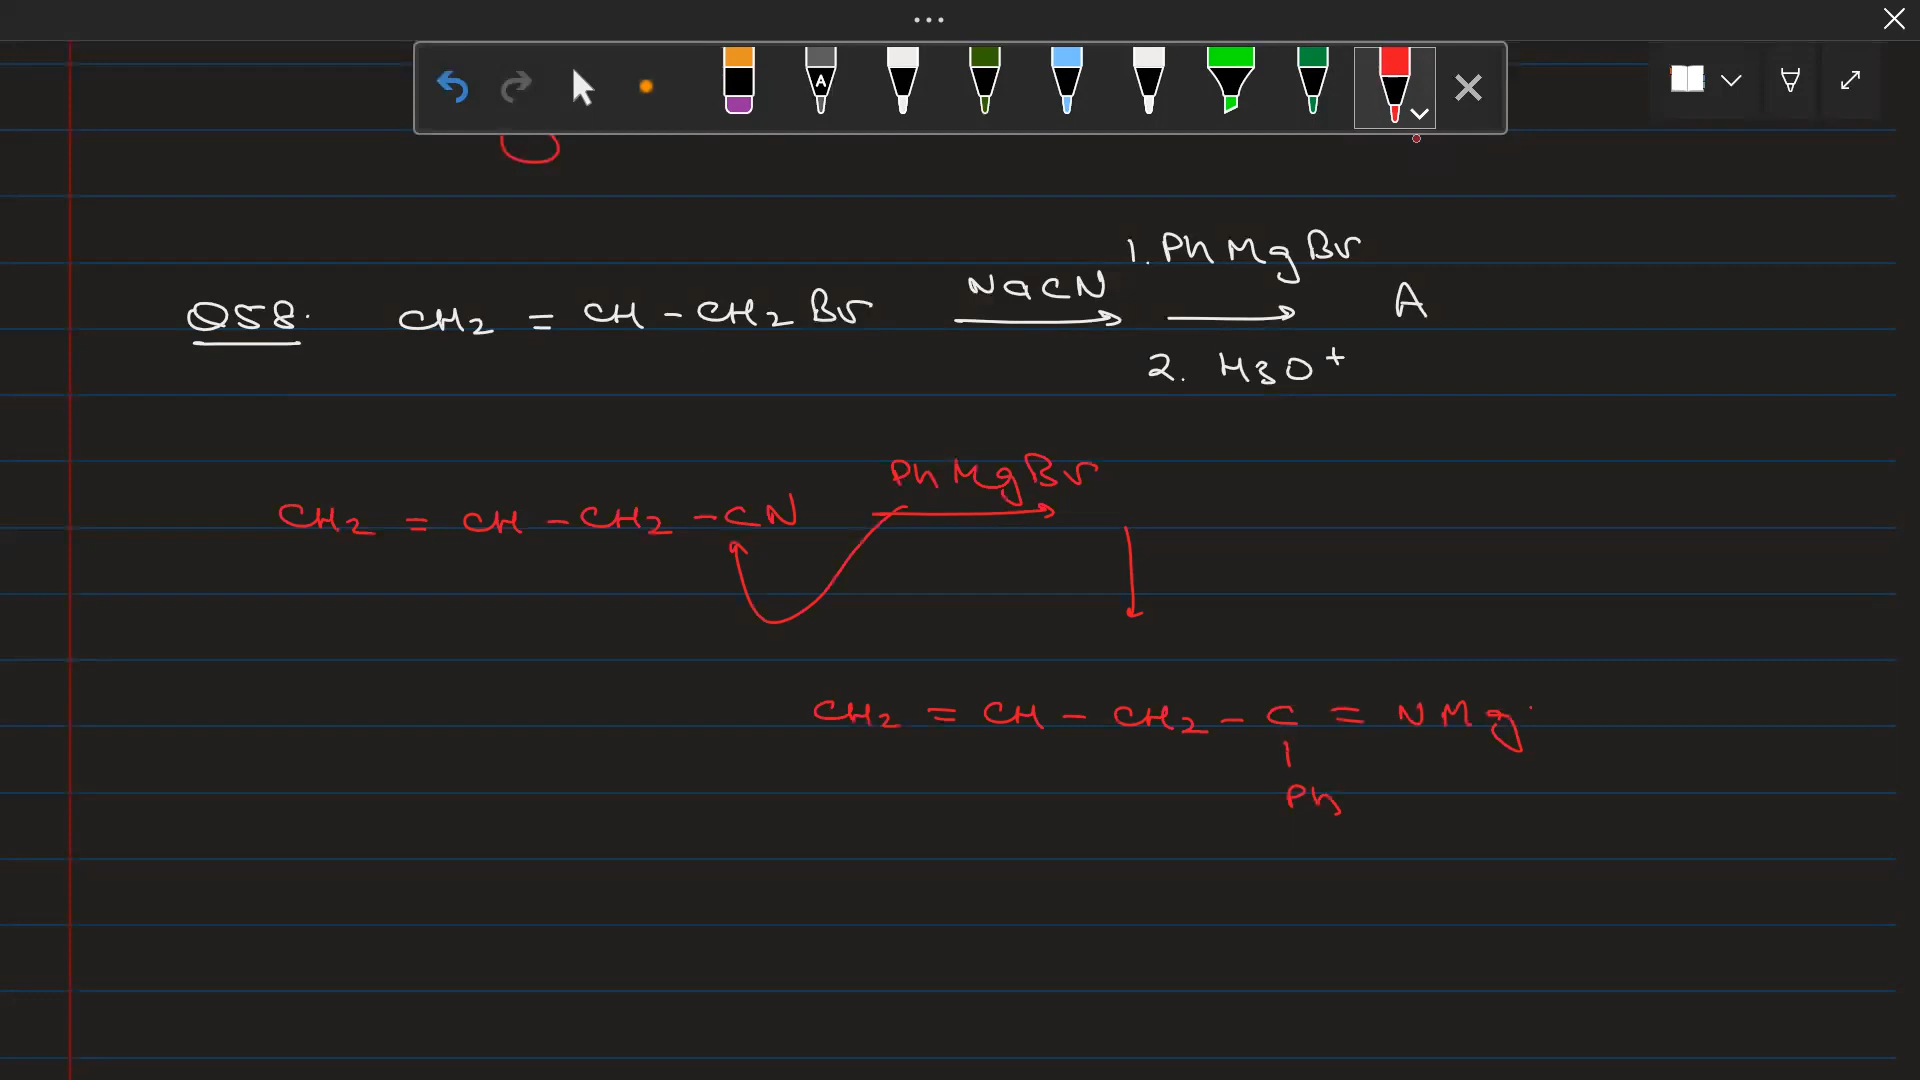 1. PhMgBr
Q58. CH2 = CH - CH2Br NaCN A
2. H3O+
PhMgBr
CH2 = CH - CH2 - CN
CH2 = CH - CH2 - C = NMg
Ph